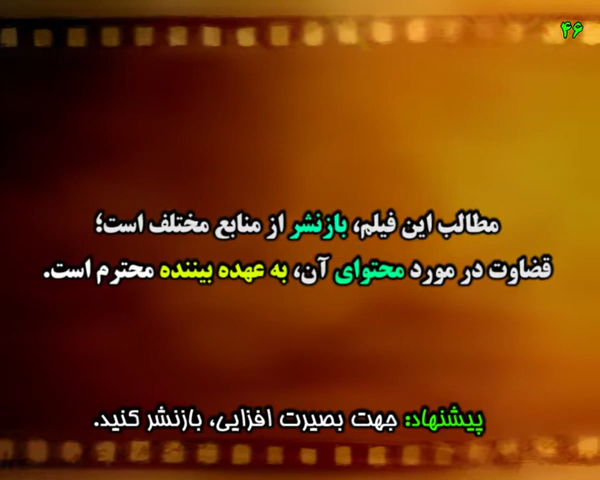 ۴۶
مطالب این فیلم، بازنشر از منابع مختلف است؛
قضاوت در مورد محتوای آن، به عهده بیننده محترم است.
پیشنهاد: جهت بصیرت افزایی، بازنشر کنید.